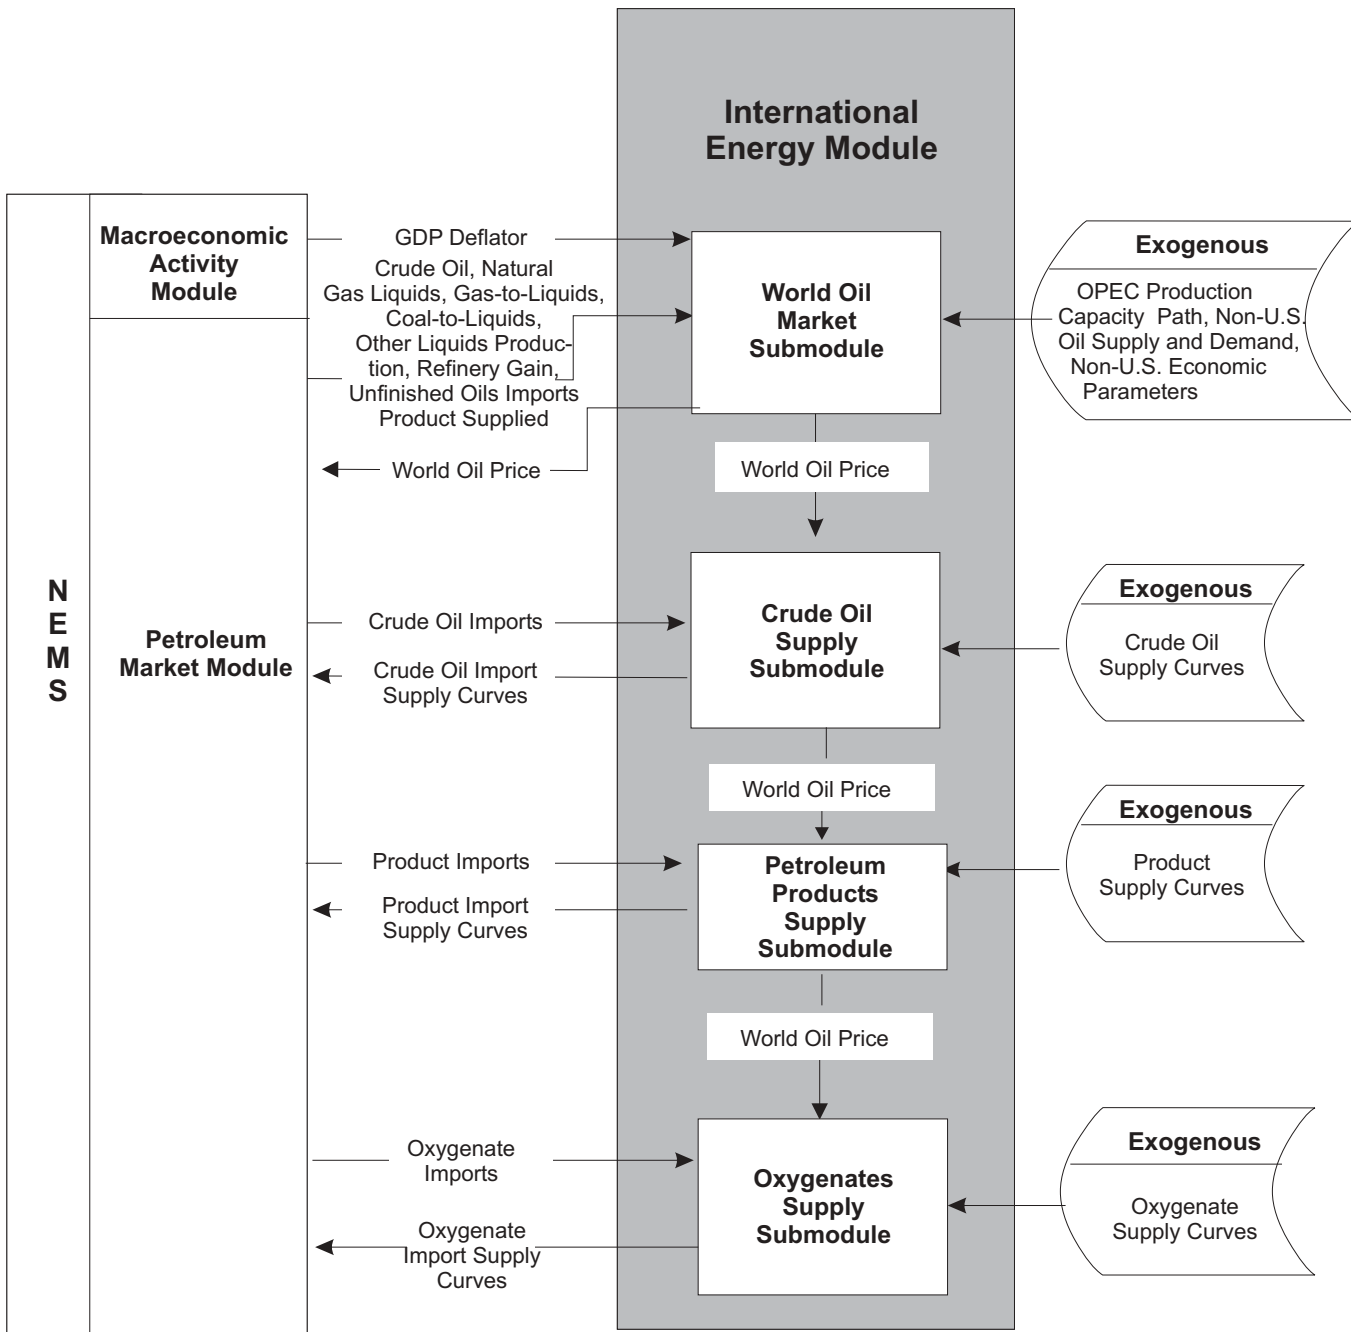 International
Energy Module
N
E
M
S
Macroeconomic
Activity
Module
Petroleum
Market Module
GDP Deflator
Crude Oil, Natural
Gas Liquids, Gas-to-Liquids,
Coal-to-Liquids,
Other Liquids Produc-
tion, Refinery Gain,
Unfinished Oils Imports
Product Supplied
World Oil Price
World Oil
Market
Submodule
Exogenous
OPEC Production
Capacity Path, Non-U.S.
Oil Supply and Demand,
Non-U.S. Economic
Parameters
World Oil Price
Crude Oil Imports
Crude Oil Import
Supply Curves
Crude Oil
Supply
Submodule
Exogenous
Crude Oil
Supply Curves
World Oil Price
Product Imports
Product Import
Supply Curves
Petroleum
Products
Supply
Submodule
Exogenous
Product
Supply Curves
World Oil Price
Oxygenate
Imports
Oxygenate
Import Supply
Curves
Oxygenates
Supply
Submodule
Exogenous
Oxygenate
Supply Curves